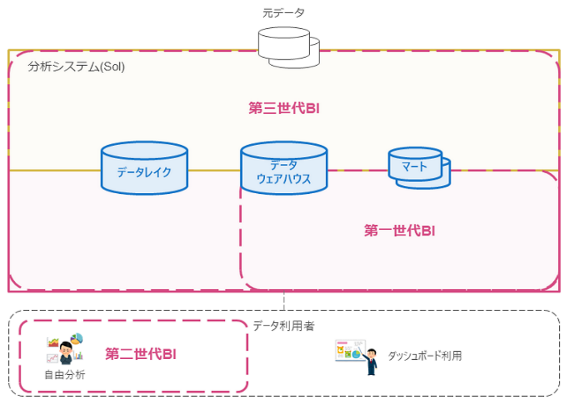 元データ
分析システム(SoI)
第三世代BI
データレイク
データ
ウェアハウス
マート
第一世代BI
データ利用者
第二世代BI
自由分析
ダッシュボード利用